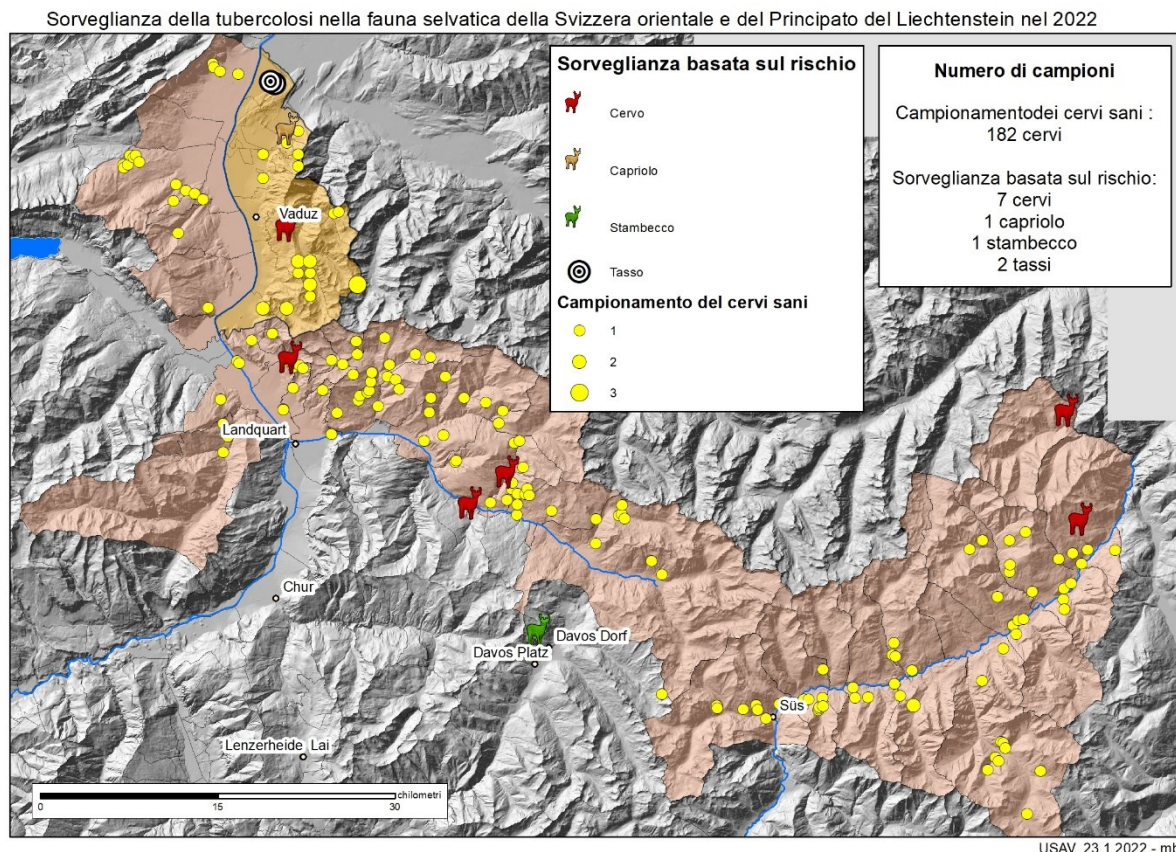 Sorveglianza della tubercolosi nella fauna selvatica della Svizzera orientale e del Principato del Liechtenstein nel 2022
Sorveglianza basata sul rischio
Cervo
Capriolo
Stambecco
Tasso
Campionamento del cervi sani
1
2
3
Numero di campioni
Campionamentodei cervi sani :
182 cervi
Sorveglianza basata sul rischio:
7 cervi
1 capriolo
1 stambecco
2 tassi
Vaduz
Landquart
Chur
Davos Dorf
Davos Platz
Süs
Lenzerheide Lai
chilometri
0
15
30
USAV, 23.1.2022 - mb